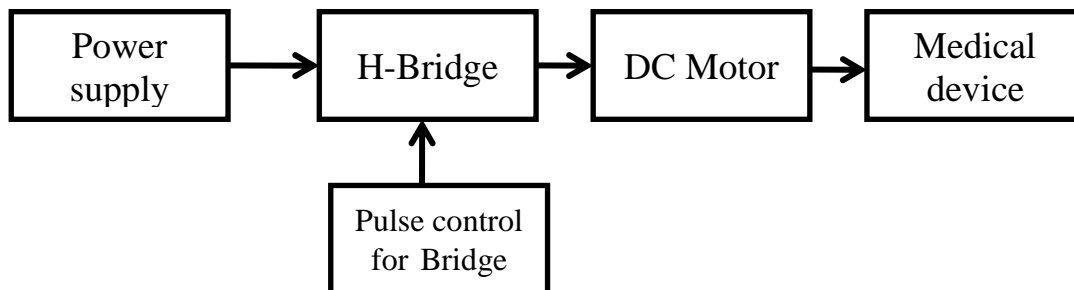 Power
supply
H-Bridge
DC Motor
Medical
device
Pulse control
for Bridge